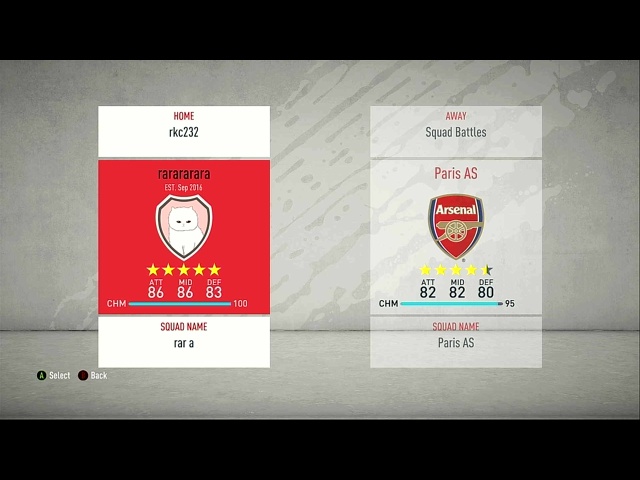 HOME
rkc232
rarararara
EST. Sep 2016
ATT MID DEF
86 86 83
CHM 100
SQUAD NAME
rar a
AWAY
Squad Battles
Paris AS
Arsenal
ATT MID DEF
82 82 80
CHM 95
SQUAD NAME
Paris AS
A Select B Back